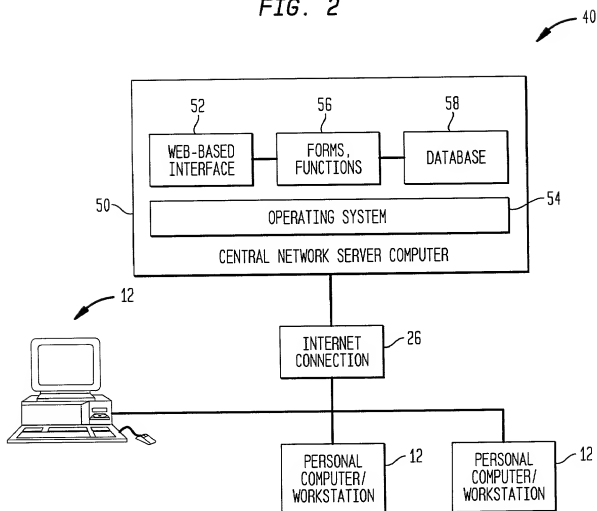 FIG. 2
40
52
56
58
WEB-BASED
INTERFACE
FORMS,
FUNCTIONS
DATABASE
50
54
OPERATING SYSTEM
CENTRAL NETWORK SERVER COMPUTER
12
INTERNET
CONNECTION
26
PERSONAL
COMPUTER/
WORKSTATION
12
PERSONAL
COMPUTER/
WORKSTATION
12